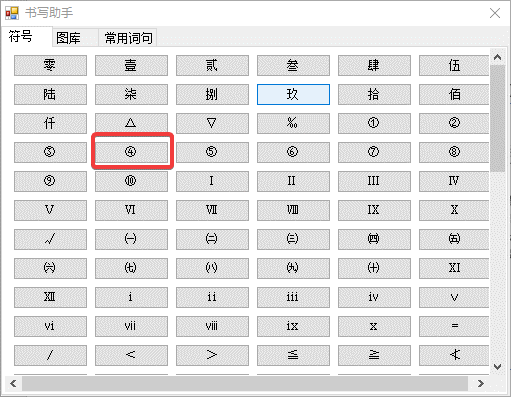 书写助手
符号 图库 常用词句
零 壹 贰 叁 肆 伍
陆 柒 捌 玖 拾 佰
仟 △ ▽ ‰ ① ②
③ ④ ⑤ ⑥ ⑦ ⑧
⑨ ⑩ Ⅰ Ⅱ Ⅲ Ⅳ
Ⅴ Ⅵ Ⅶ Ⅷ Ⅸ Ⅹ
√ ㈠ ㈡ ㈢ ㈣ ㈤
㈥ ㈦ ㈧ ㈨ ㈩ Ⅺ
Ⅻ ⅰ ⅱ ⅲ ⅳ ⅴ
ⅵ ⅶ ⅷ ⅸ ⅹ =
/ < > ≦ ≧ ≮